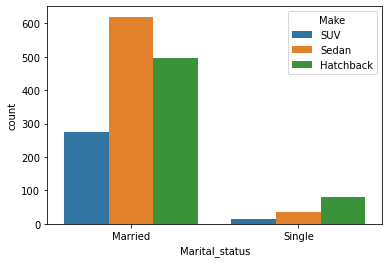 Make
SUV
Sedan
Hatchback
600
500
400
300
200
100
0
count
Married Single
Marital_status